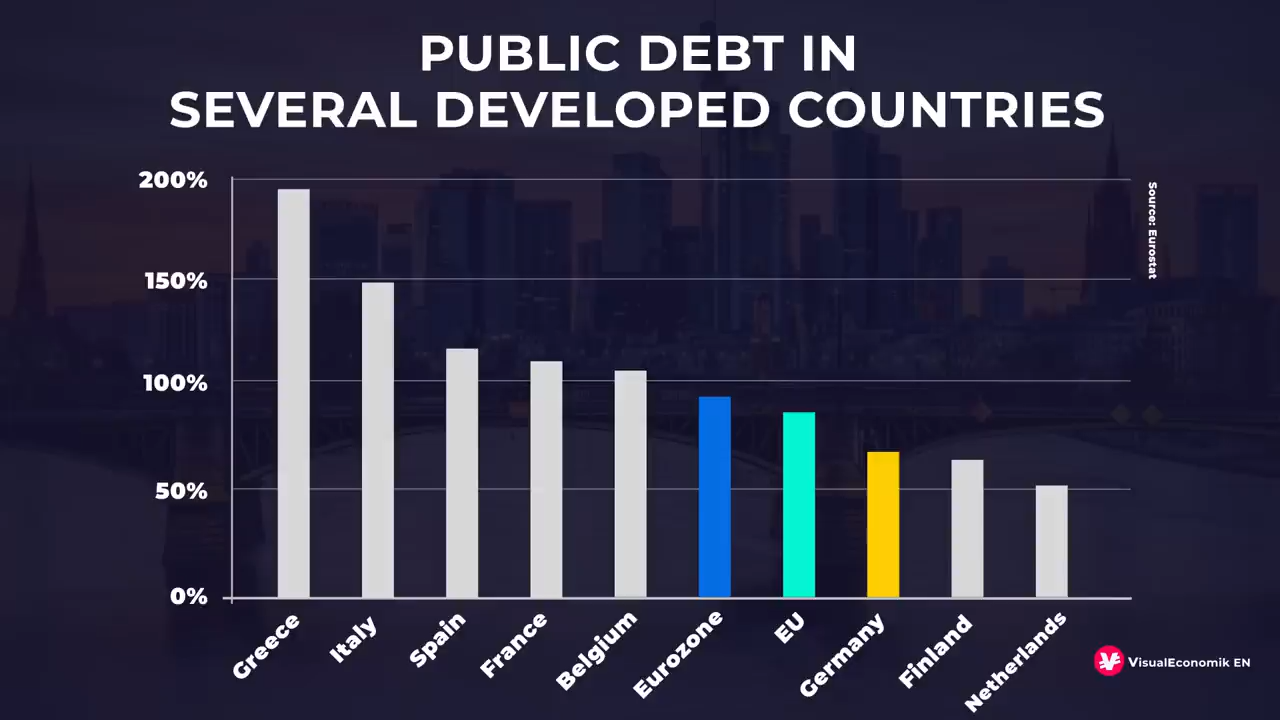 PUBLIC DEBT IN
SEVERAL DEVELOPED COUNTRIES
200%
150%
100%
50%
0%
Source: Eurostat
Greece
Italy
Spain
France
Belgium
Eurozone
EU
Germany
Finland
Netherlands
VisualEconomik EN